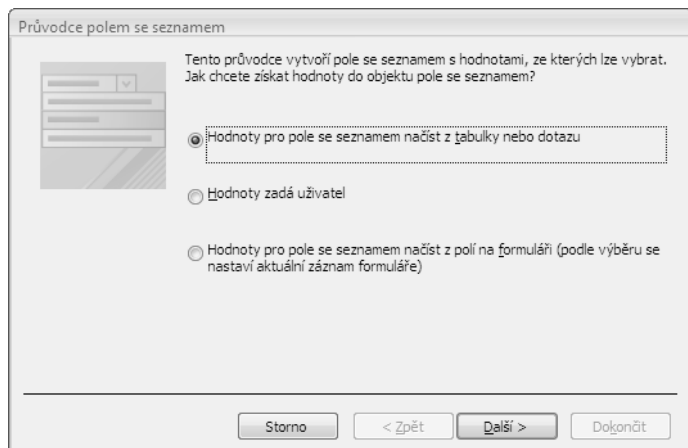 Průvodce polem se seznamem
Tento průvodce vytvoří pole se seznamem s hodnotami, ze kterých lze vybrat.
Jak chcete získat hodnoty do objektu pole se seznamem?
Hodnoty pro pole se seznamem načíst z tabulky nebo dotazu
Hodnoty zadá uživatel
Hodnoty pro pole se seznamem načíst z polí na formuláři (podle výběru se
nastaví aktuální záznam formuláře)
Storno
< Zpět
Další >
Dokončit